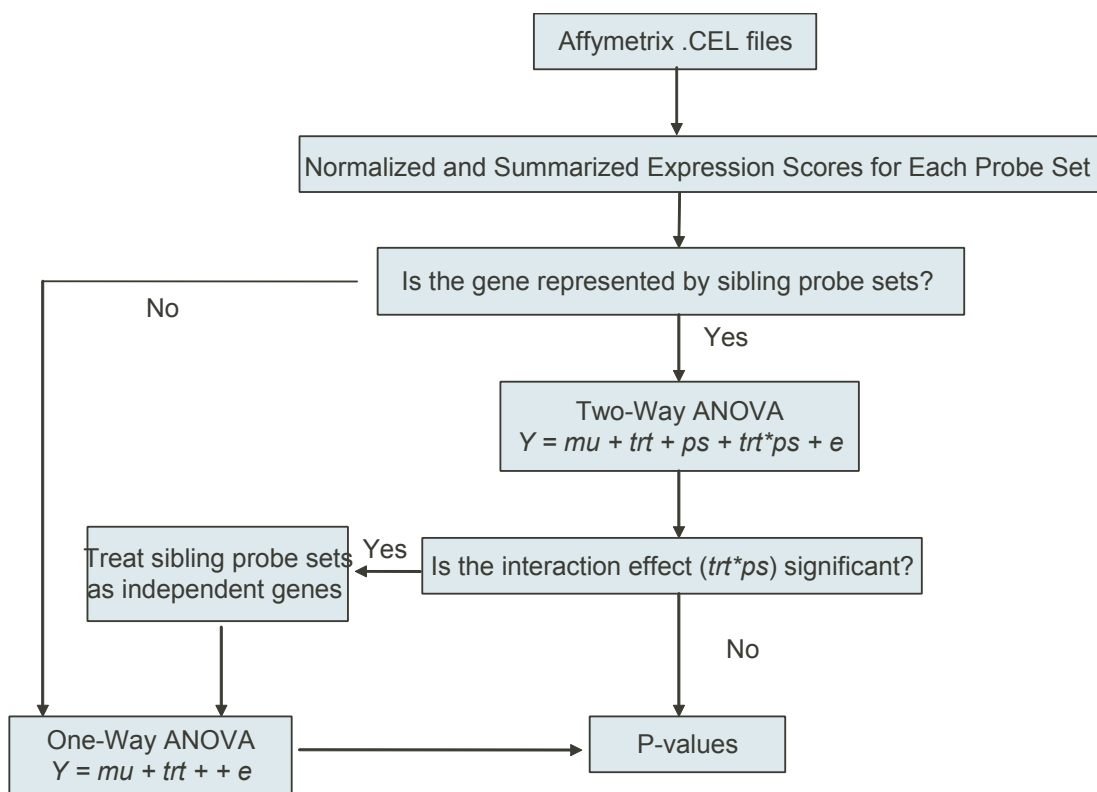 Affymetrix .CEL files
Normalized and Summarized Expression Scores for Each Probe Set
Is the gene represented by sibling probe sets?
No
Yes
Two-Way ANOVA
Y = mu + trt + ps + trt*ps + e
Treat sibling probe sets
as independent genes
Yes
Is the interaction effect (trt*ps) significant?
No
One-Way ANOVA
Y = mu + trt + + e
P-values